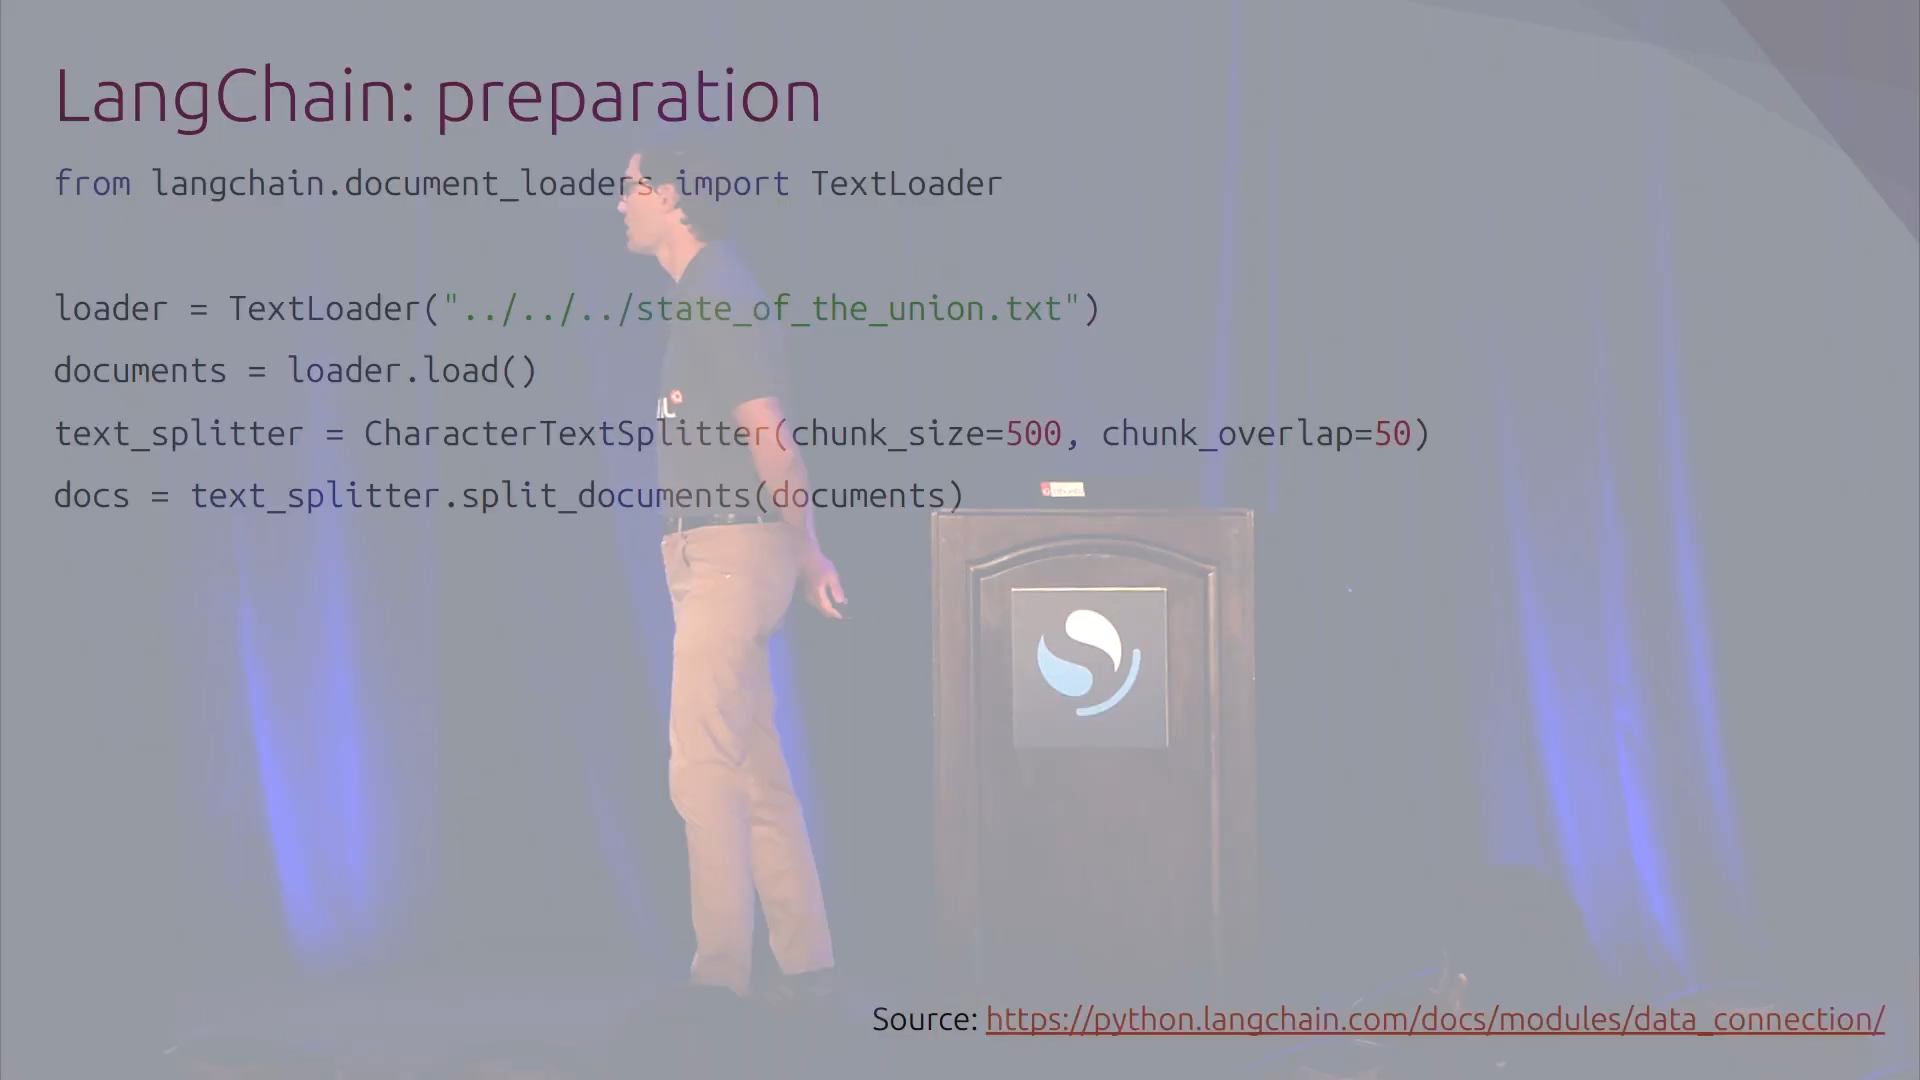 LangChain: preparation
from langchain.document_loaders import TextLoader
loader = TextLoader("../../../state_of_the_union.txt")
documents = loader.load()
text_splitter = CharacterTextSplitter(chunk_size=500, chunk_overlap=50)
docs = text_splitter.split_documents(documents)
ubuntu
Source: https://python.langchain.com/docs/modules/data_connection/